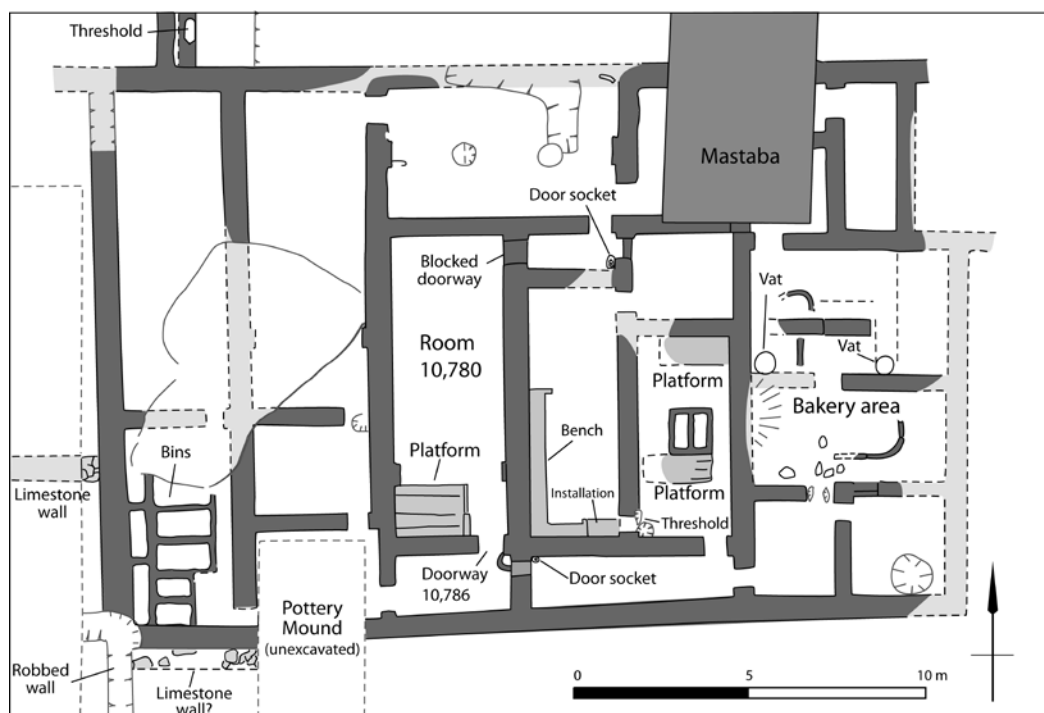 Threshold
Mastaba
Door socket
Blocked
doorway
Vat
Room
10,780
Vat
Platform
Bakery area
Bench
Platform
Bins
Installation
Platform
Limestone
wall
Threshold
Doorway
10,786
Door socket
Pottery
Mound
(unexcavated)
Robbed
wall
Limestone
wall?
0
5
10 m